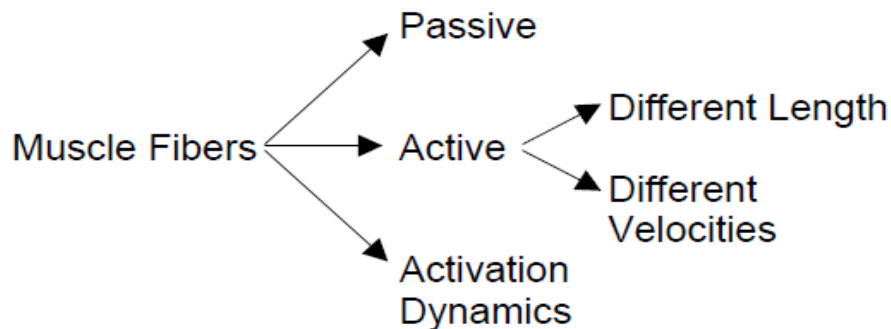 Passive
Different Length
Muscle Fibers
Active
Different
Velocities
Activation
Dynamics